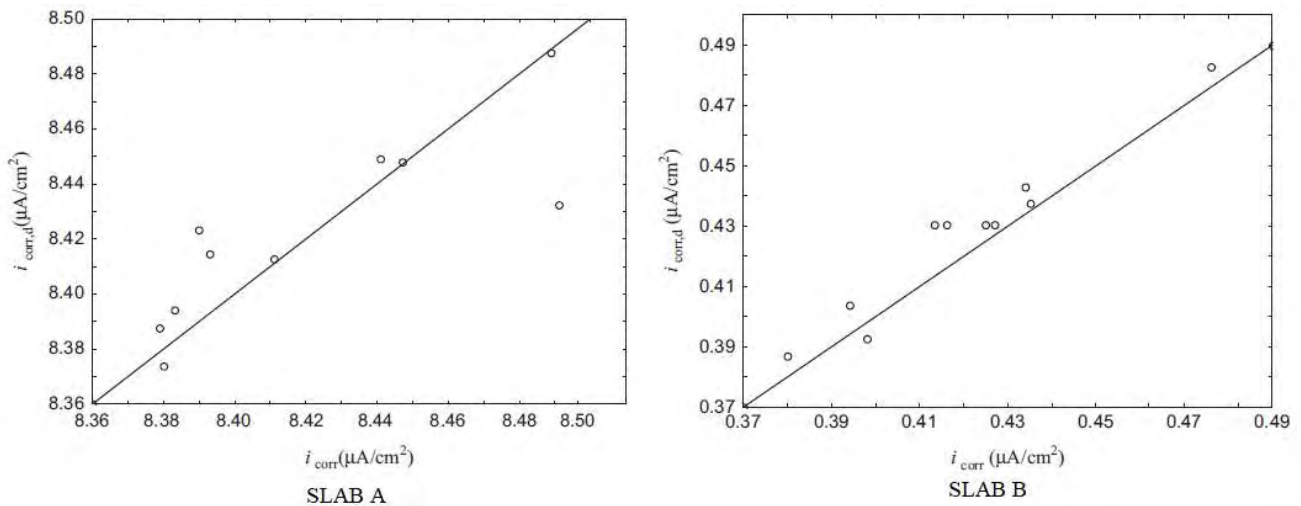 8.50
8.48
8.46
8.44
8.42
8.40
8.38
8.36
i corr,d(μA/cm²)
8.36 8.38 8.40 8.42 8.44 8.46 8.48 8.50
i corr(μA/cm²)
SLAB A
0.49
0.47
0.45
0.43
0.41
0.39
0.37
i corr,d (μA/cm²)
0.37 0.39 0.41 0.43 0.45 0.47 0.49
i corr (μA/cm²)
SLAB B